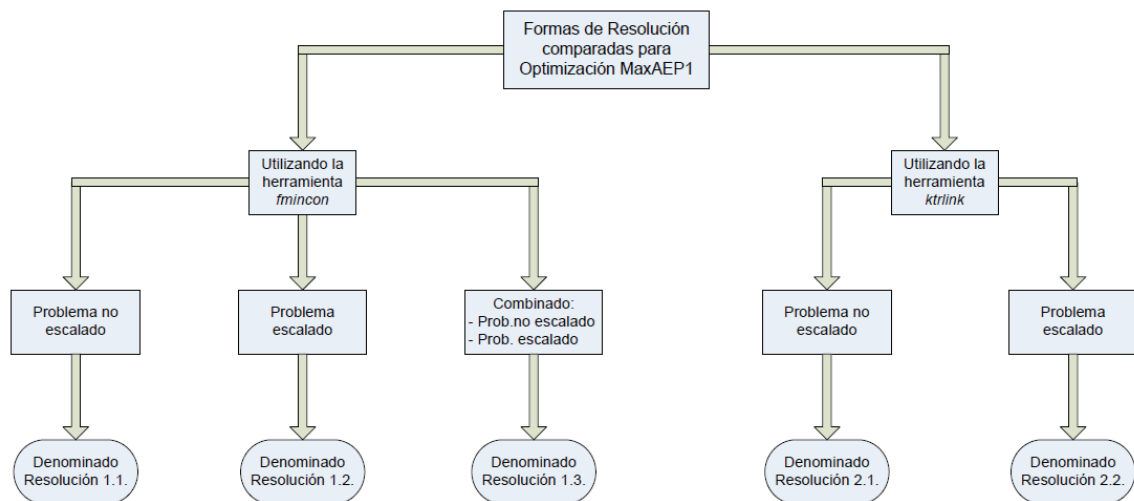 Formas de Resolución
comparadas para
Optimización MaxAEP1
Utilizando la
herramienta
fmincon
Utilizando la
herramienta
ktrlink
Problema no
escalado
Problema
escalado
Combinado:
- Prob.no escalado
- Prob. escalado
Problema no
escalado
Problema
escalado
Denominado
Resolución 1.1.
Denominado
Resolución 1.2.
Denominado
Resolución 1.3.
Denominado
Resolución 2.1.
Denominado
Resolución 2.2.